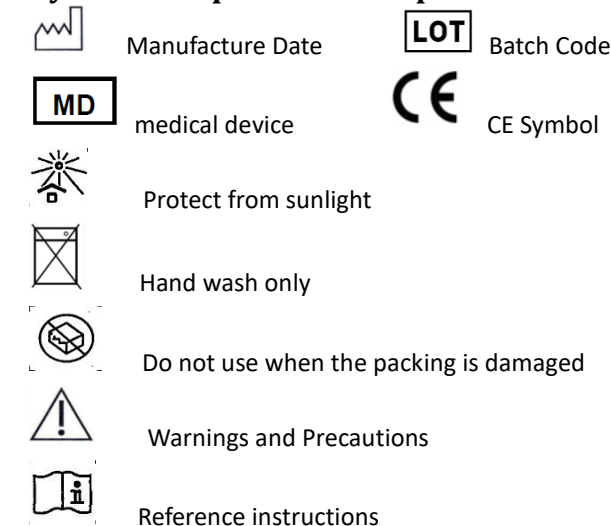 Manufacture Date LOT Batch Code
MD medical device CE CE Symbol
Protect from sunlight
Hand wash only
Do not use when the packing is damaged
Warnings and Precautions
Reference instructions